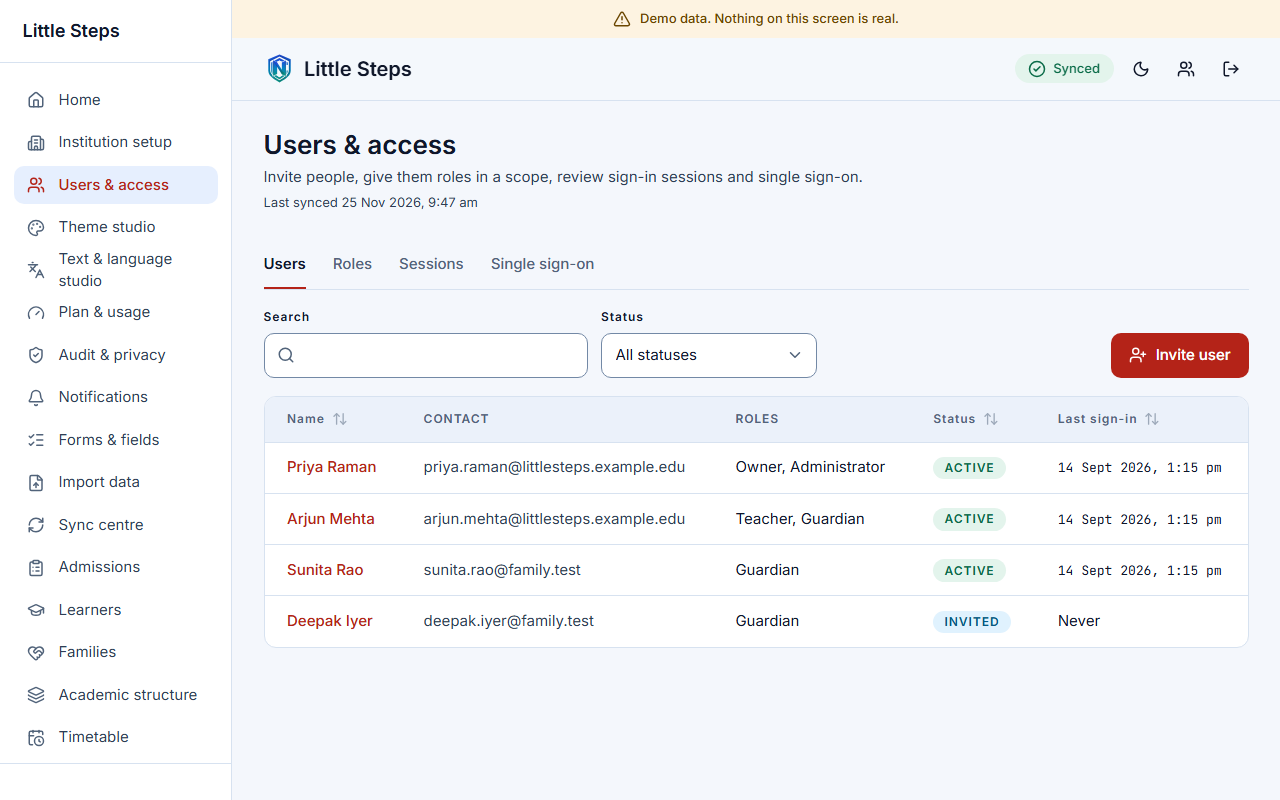 Little Steps
Home
Institution setup
Users & access
Theme studio
Text & language
studio
Plan & usage
Audit & privacy
Notifications
Forms & fields
Import data
Sync centre
Admissions
Learners
Families
Academic structure
Timetable
Demo data. Nothing on this screen is real.
Little Steps
Synced
Users & access
Invite people, give them roles in a scope, review sign-in sessions and single sign-on.
Last synced 25 Nov 2026, 9:47 am
Users Roles Sessions Single sign-on
Search Status
All statuses Invite user
Name CONTACT ROLES Status Last sign-in
Priya Raman priya.raman@littlesteps.example.edu Owner, Administrator ACTIVE 14 Sept 2026, 1:15 pm
Arjun Mehta arjun.mehta@littlesteps.example.edu Teacher, Guardian ACTIVE 14 Sept 2026, 1:15 pm
Sunita Rao sunita.rao@family.test Guardian ACTIVE 14 Sept 2026, 1:15 pm
Deepak Iyer deepak.iyer@family.test Guardian INVITED Never